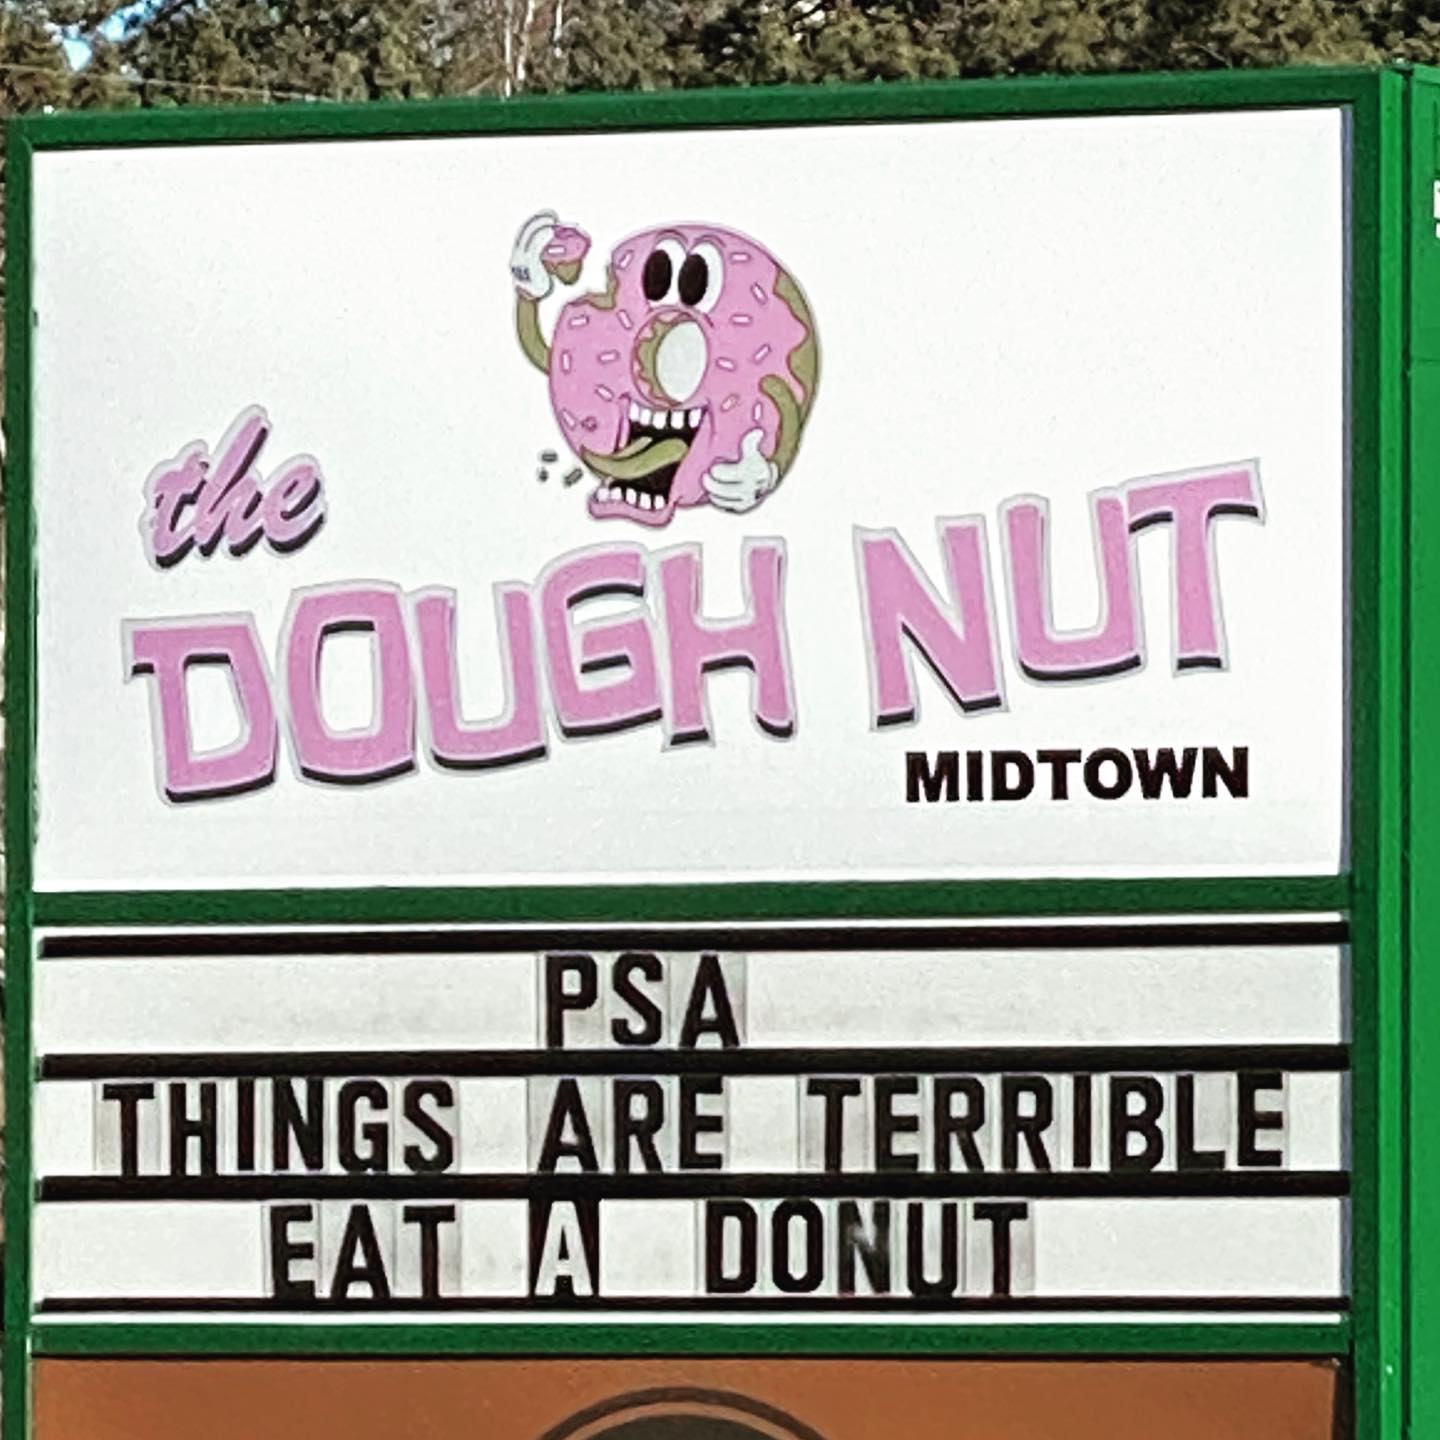 the
DOUGH NUT
MIDTOWN
PSA
THINGS ARE TERRIBLE
EAT A DONUT